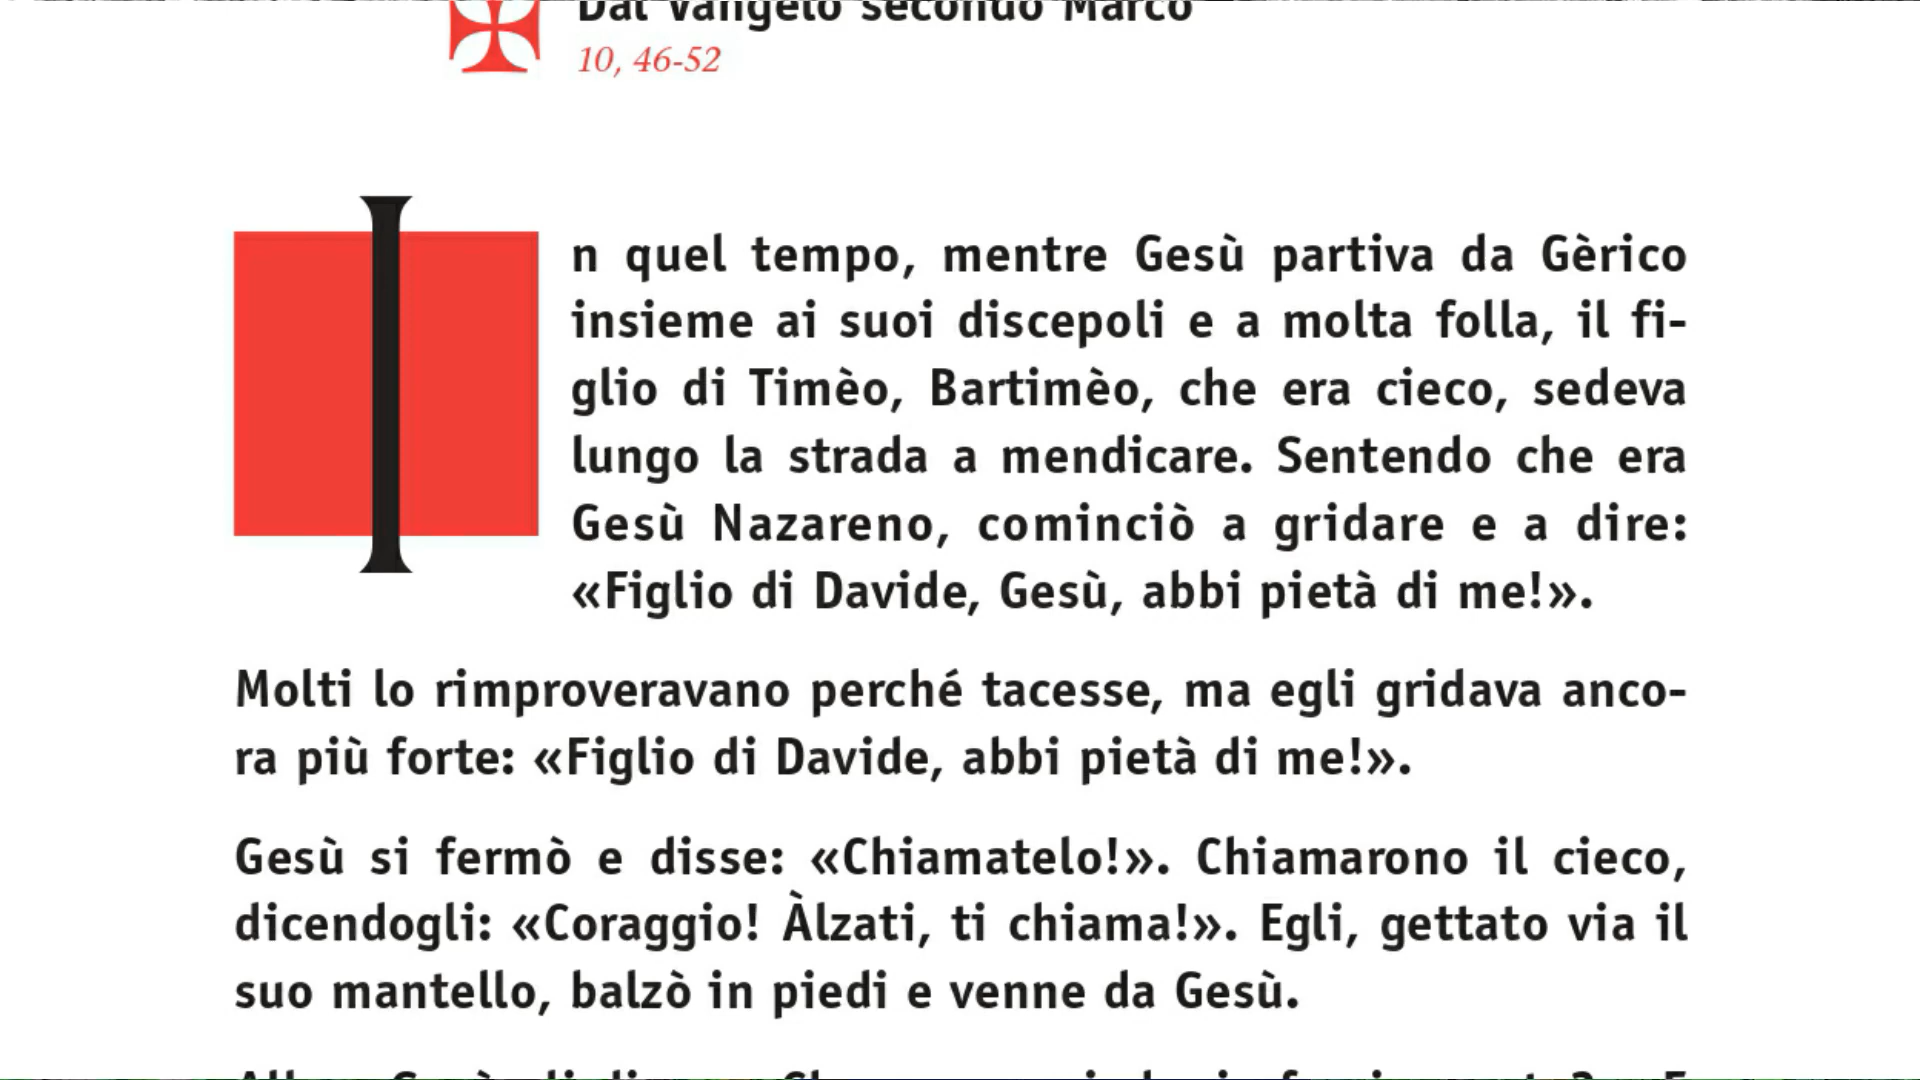 Dal Vangelo secondo Marco
10, 46-52
In quel tempo, mentre Gesù partiva da Gèrico
insieme ai suoi discepoli e a molta folla, il fi-
glio di Timèo, Bartimèo, che era cieco, sedeva
lungo la strada a mendicare. Sentendo che era
Gesù Nazareno, cominciò a gridare e a dire:
«Figlio di Davide, Gesù, abbi pietà di me!».
Molti lo rimproveravano perché tacesse, ma egli gridava anco-
ra più forte: «Figlio di Davide, abbi pietà di me!».
Gesù si fermò e disse: «Chiamatelo!». Chiamarono il cieco,
dicendogli: «Coraggio! Àlzati, ti chiama!». Egli, gettato via il
suo mantello, balzò in piedi e venne da Gesù.